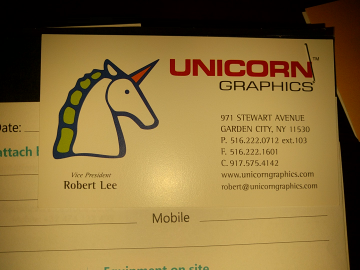 UNICORN™
GRAPHICS
971 STEWART AVENUE
GARDEN CITY, NY 11530
P. 516.222.0712 ext.103
F. 516.222.1601
C. 917.575.4142
www.unicorngraphics.com
robert@unicorngraphics.com
Vice President
Robert Lee
Date:
attach
Mobile
Equipment on site